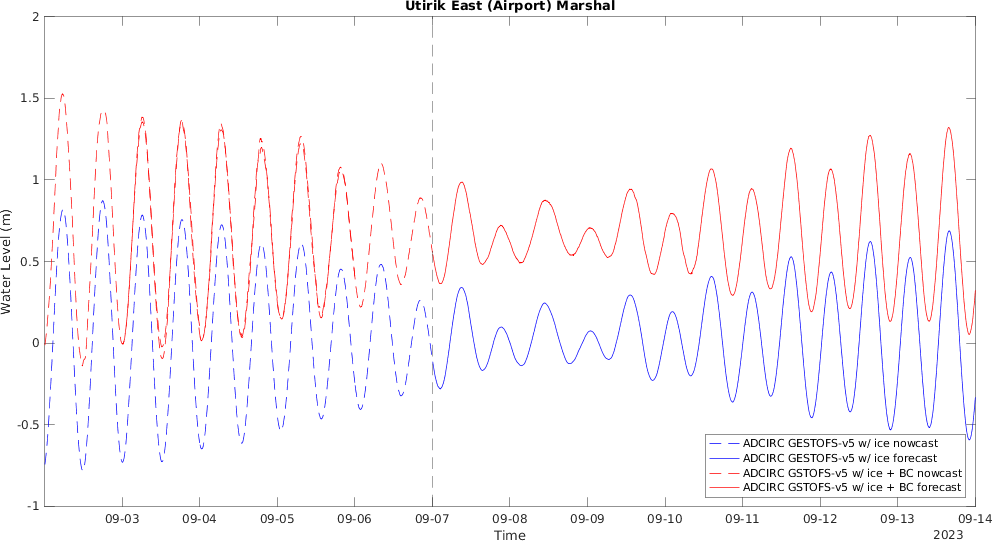 Utirik East (Airport) Marshal
2
1.5
1
0.5
0
-0.5
-1
Water Level (m)
09-03
09-04
09-05
09-06
09-07
09-08
09-09
09-10
09-11
09-12
09-13
09-14
Time
2023
ADCIRC GESTOFS-v5 w/ ice nowcast
ADCIRC GESTOFS-v5 w/ ice forecast
ADCIRC GSTOFS-v5 w/ ice + BC nowcast
ADCIRC GSTOFS-v5 w/ ice + BC forecast